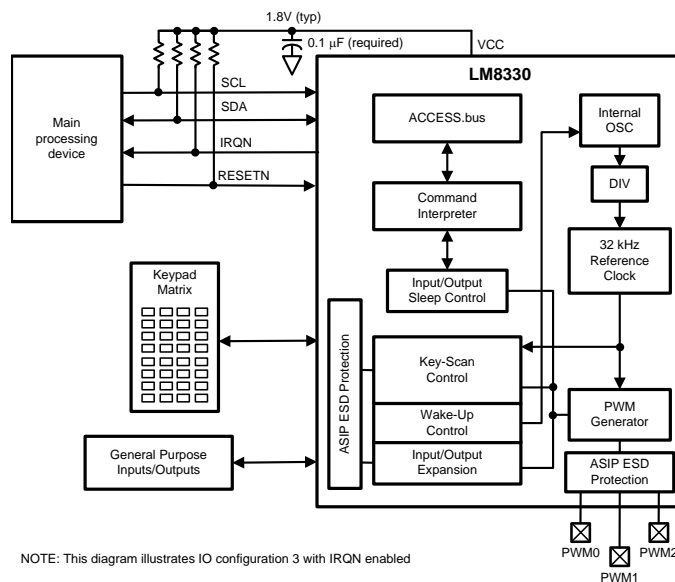 1.8V (typ)
0.1 µF (required)
VCC
LM8330
Main
processing
device
SCL
SDA
IRQN
RESETN
ACCESS.bus
Command
Interpreter
Input/Output
Sleep Control
Internal
OSC
DIV
32 kHz
Reference
Clock
Keypad
Matrix
ASIP ESD Protection
Key-Scan
Control
Wake-Up
Control
Input/Output
Expansion
PWM
Generator
General Purpose
Inputs/Outputs
ASIP ESD
Protection
PWM0
PWM2
PWM1
NOTE: This diagram illustrates IO configuration 3 with IRQN enabled